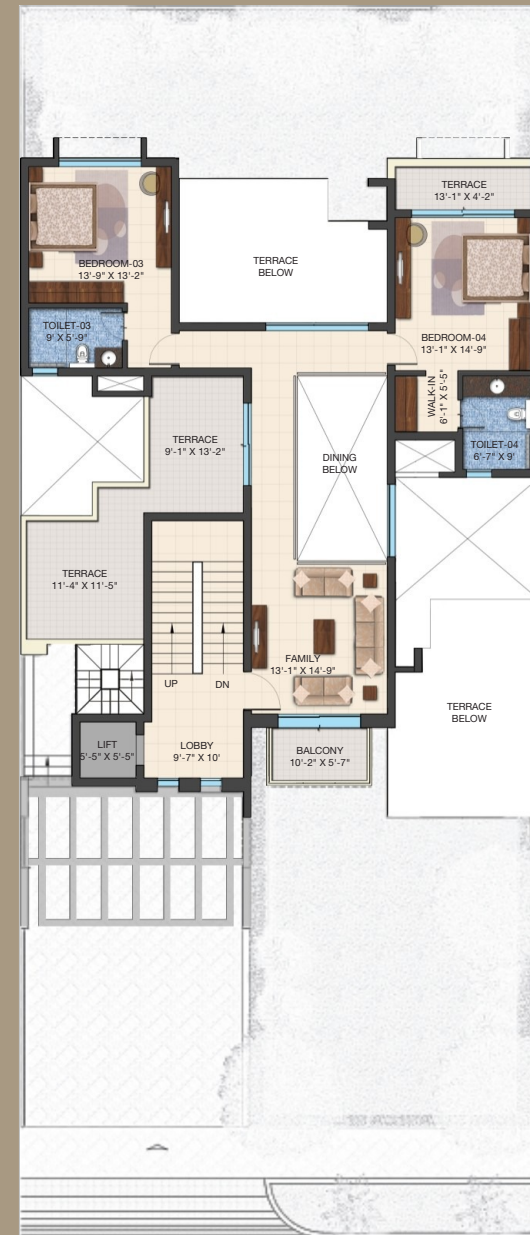 TERRACE
13'-1" X 4'-2"
BEDROOM-03
13'-9" X 13'-2"
TERRACE
BELOW
TOILET-03
9' X 5'-9"
BEDROOM-04
13'-1" X 14'-9"
WALK-IN
6'-1" X 5'-5"
TERRACE
9'-1" X 13'-2"
TOILET-04
6'-7" X 9'
DINING
BELOW
TERRACE
11'-4" X 11'-5"
FAMILY
13'-1" X 14'-9"
UP
DN
TERRACE
BELOW
LIFT
5'-5" X 5'-5"
LOBBY
9'-7" X 10'
BALCONY
10'-2" X 5'-7"